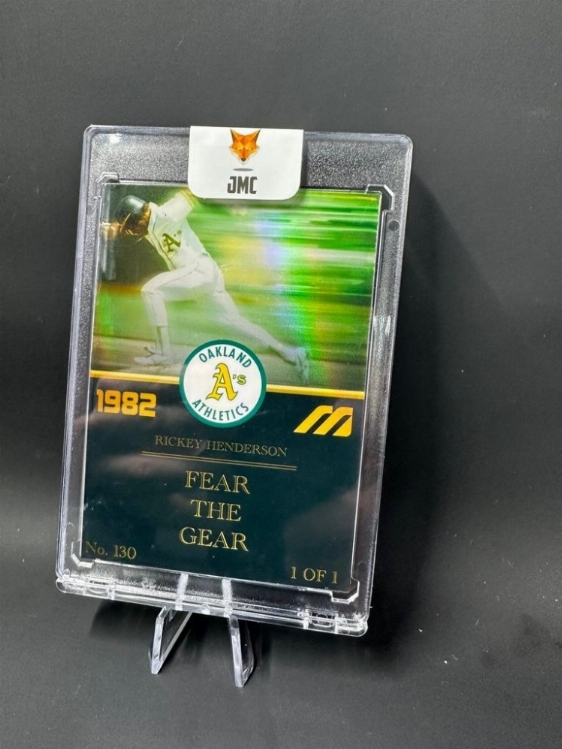 JMC
A
OAKLAND
A's
ATHLETICS
1982
RICKEY HENDERSON
FEAR
THE
GEAR
No. 130
1 OF 1